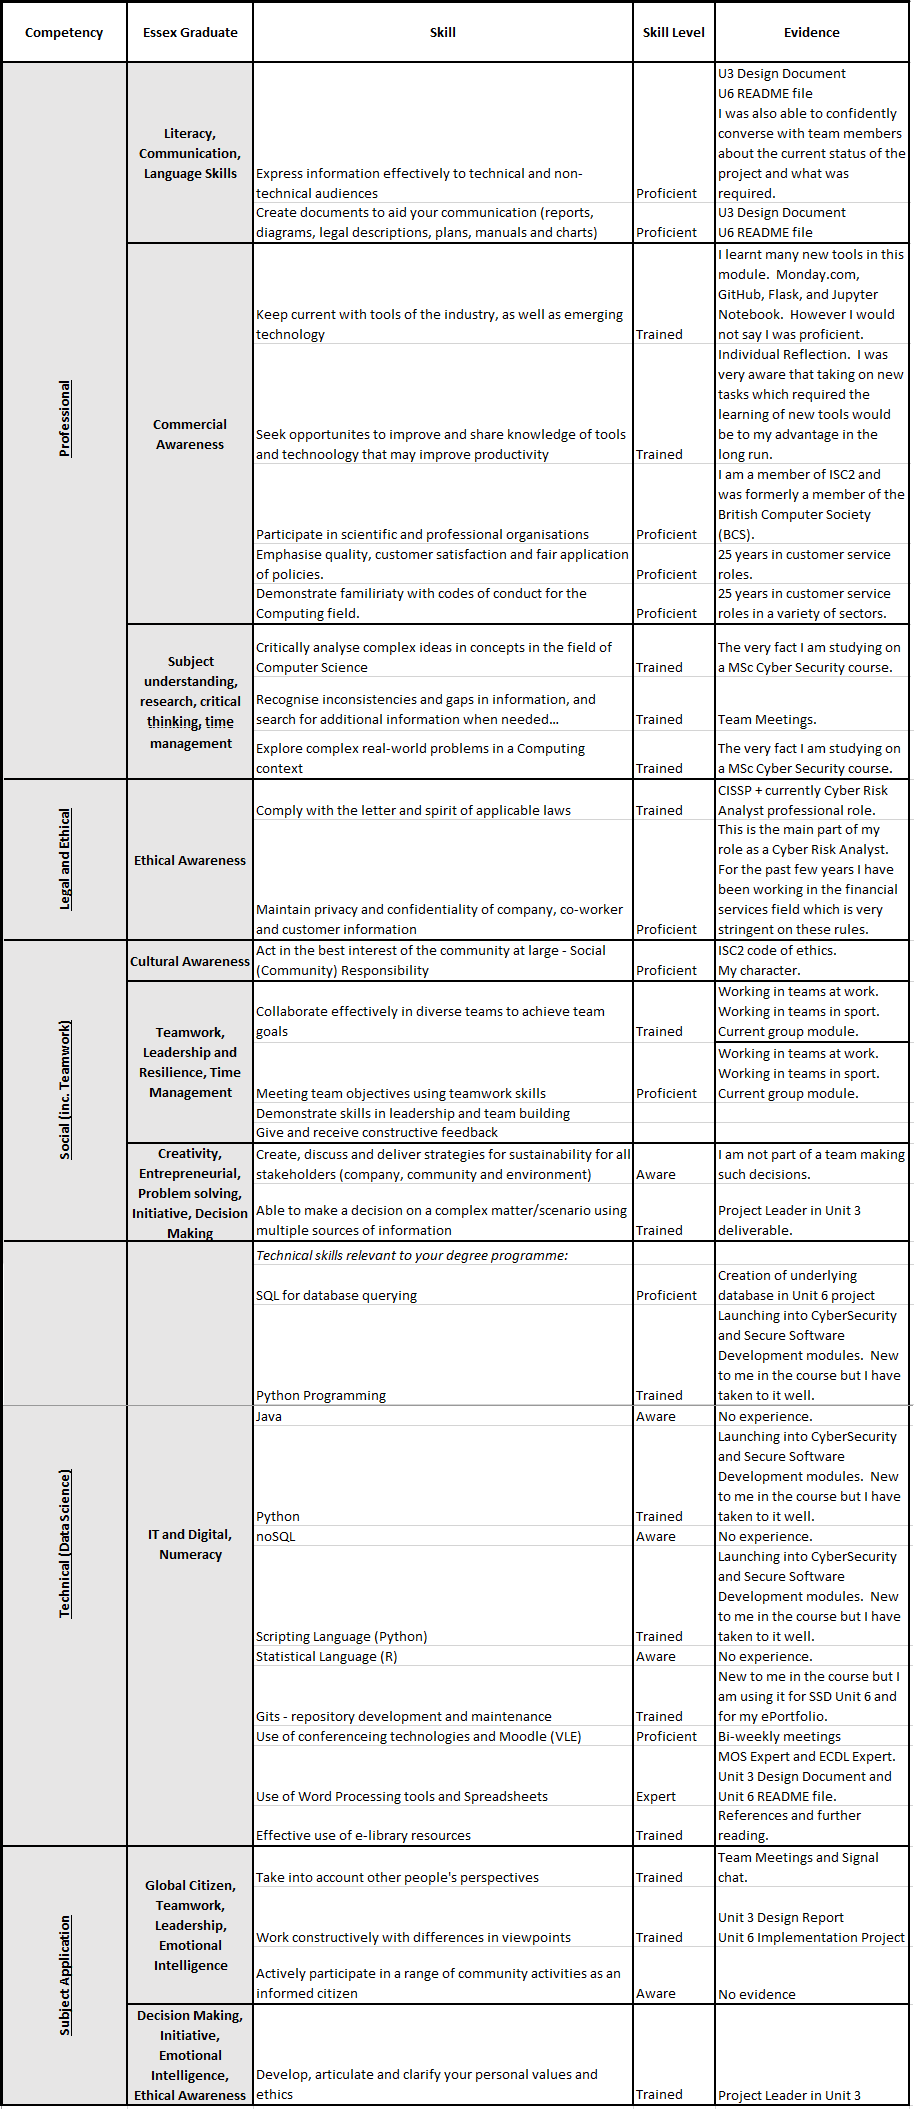 Competency
Essex Graduate
Skill
Skill Level
Evidence
Professional
Literacy,
Communication,
Language Skills
Express information effectively to technical and non-
technical audiences
Proficient
U3 Design Document
U6 README file
I was also able to confidently
converse with team members
about the current status of the
project and what was
required.
Create documents to aid your communication (reports,
diagrams, legal descriptions, plans, manuals and charts)
Proficient
U3 Design Document
U6 README file
Commercial
Awareness
Keep current with tools of the industry, as well as emerging
technology
Trained
I learnt many new tools in this
module.  Monday.com,
GitHub, Flask, and Jupyter
Notebook.  However I would
not say I was proficient.
Seek opportunites to improve and share knowledge of tools
and technoology that may improve productivity
Trained
Individual Reflection.  I was
very aware that taking on new
tasks which required the
learning of new tools would
be to my advantage in the
long run.
Participate in scientific and professional organisations
Proficient
I am a member of ISC2 and
was formerly a member of the
British Computer Society
(BCS).
Emphasise quality, customer satisfaction and fair application
of policies.
Proficient
25 years in customer service
roles.
Demonstrate familiriaty with codes of conduct for the
Computing field.
Proficient
25 years in customer service
roles in a variety of sectors.
Subject
understanding,
research, critical
thinking, time
management
Critically analyse complex ideas in concepts in the field of
Computer Science
Trained
The very fact I am studying on
a MSc Cyber Security course.
Recognise inconsistencies and gaps in information, and
search for additional information when needed...
Trained
Team Meetings.
Explore complex real-world problems in a Computing
context
Trained
The very fact I am studying on
a MSc Cyber Security course.
Legal and Ethical
Ethical Awareness
Comply with the letter and spirit of applicable laws
Trained
CISSP + currently Cyber Risk
Analyst professional role.
Maintain privacy and confidentiality of company, co-worker
and customer information
Proficient
This is the main part of my
role as a Cyber Risk Analyst.
For the past few years I have
been working in the financial
services field which is very
stringent on these rules.
Social (inc. Teamwork)
Cultural Awareness
Act in the best interest of the community at large - Social
(Community) Responsibility
Proficient
ISC2 code of ethics.
My character.
Teamwork,
Leadership and
Resilience, Time
Management
Collaborate effectively in diverse teams to achieve team
goals
Trained
Working in teams at work.
Working in teams in sport.
Current group module.
Meeting team objectives using teamwork skills
Proficient
Working in teams at work.
Working in teams in sport.
Current group module.
Demonstrate skills in leadership and team building
Give and receive constructive feedback
Creativity,
Entrepreneurial,
Problem solving,
Initiative, Decision
Making
Create, discuss and deliver strategies for sustainability for all
stakeholders (company, community and environment)
Aware
I am not part of a team making
such decisions.
Able to make a decision on a complex matter/scenario using
multiple sources of information
Trained
Project Leader in Unit 3
deliverable.
Technical (Data Science)
IT and Digital,
Numeracy
Technical skills relevant to your degree programme:
SQL for database querying
Proficient
Creation of underlying
database in Unit 6 project
Python Programming
Trained
Launching into CyberSecurity
and Secure Software
Development modules.  New
to me in the course but I have
taken to it well.
Java
Aware
No experience.
Python
Trained
Launching into CyberSecurity
and Secure Software
Development modules.  New
to me in the course but I have
taken to it well.
noSQL
Aware
No experience.
Scripting Language (Python)
Trained
Launching into CyberSecurity
and Secure Software
Development modules.  New
to me in the course but I have
taken to it well.
Statistical Language (R)
Aware
No experience.
Gits - repository development and maintenance
Trained
New to me in the course but I
am using it for SSD Unit 6 and
for my ePortfolio.
Use of conferenceing technologies and Moodle (VLE)
Proficient
Bi-weekly meetings
Use of Word Processing tools and Spreadsheets
Expert
MOS Expert and ECDL Expert.
Unit 3 Design Document and
Unit 6 README file.
Effective use of e-library resources
Trained
References and further
reading.
Subject Application
Global Citizen,
Teamwork,
Leadership,
Emotional
Intelligence
Take into account other people's perspectives
Trained
Team Meetings and Signal
chat.
Work constructively with differences in viewpoints
Trained
Unit 3 Design Report
Unit 6 Implementation Project
Actively participate in a range of community activities as an
informed citizen
Aware
No evidence
Decision Making,
Initiative,
Emotional
Intelligence,
Ethical Awareness
Develop, articulate and clarify your personal values and
ethics
Trained
Project Leader in Unit 3